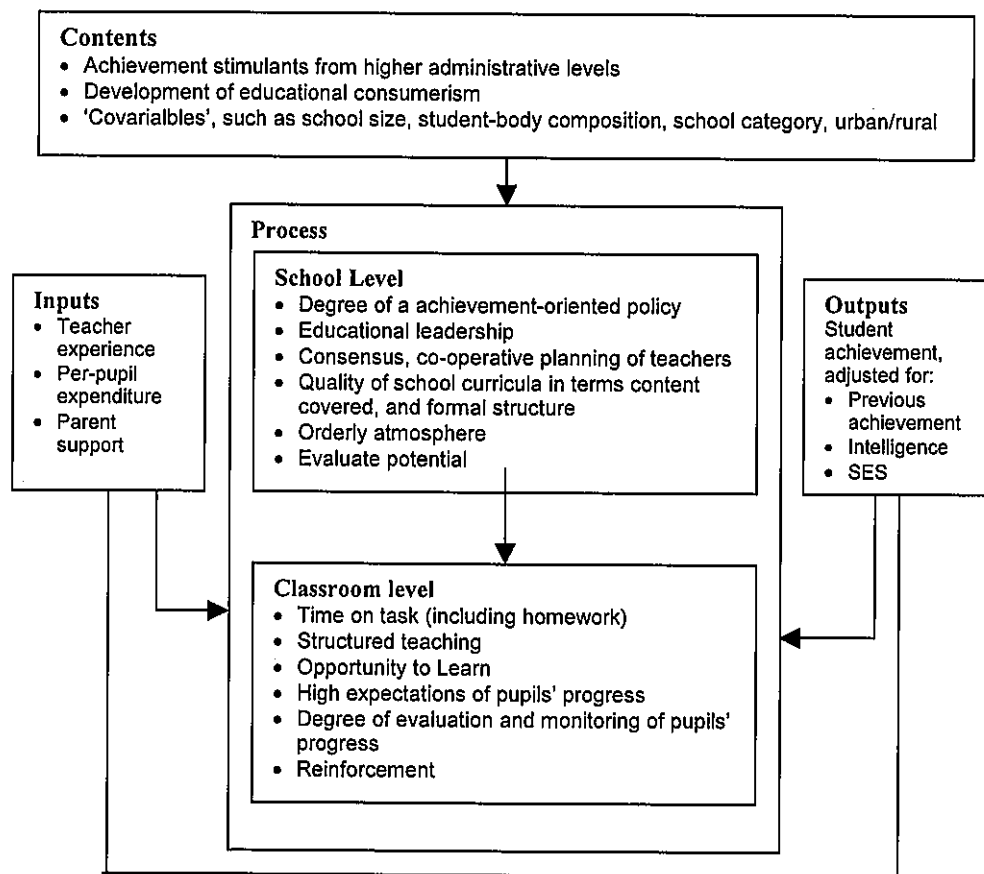 Contents
• Achievement stimulants from higher administrative levels
• Development of educational consumerism
• 'Covarialbles', such as school size, student-body composition, school category, urban/rural
Process
School Level
• Degree of a achievement-oriented policy
• Educational leadership
• Consensus, co-operative planning of teachers
• Quality of school curricula in terms content
covered, and formal structure
• Orderly atmosphere
• Evaluate potential
Inputs
• Teacher
experience
• Per-pupil
expenditure
• Parent
support
Outputs
Student
achievement,
adjusted for:
• Previous
achievement
• Intelligence
• SES
Classroom level
• Time on task (including homework)
• Structured teaching
• Opportunity to Learn
• High expectations of pupils' progress
• Degree of evaluation and monitoring of pupils'
progress
• Reinforcement